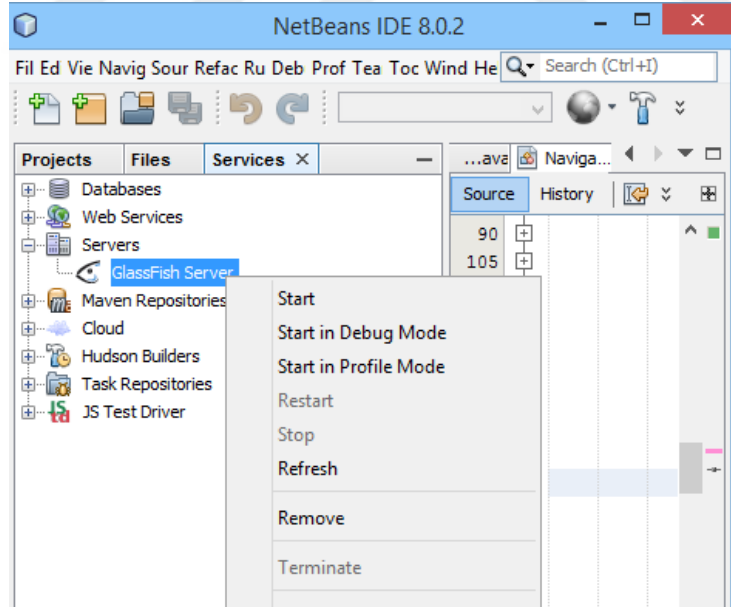 NetBeans IDE 8.0.2
Fil Ed Vie Navig Sour Refac Ru Deb Prof Tea Toc Wind He Search (Ctrl+I)
Projects Files Services ...ava Naviga...
Databases Source History
Web Services
90
Servers
105
GlassFish Server
Maven Repositories
Cloud
Hudson Builders
Task Repositories
JS Test Driver
Start
Start in Debug Mode
Start in Profile Mode
Restart
Stop
Refresh
Remove
Terminate